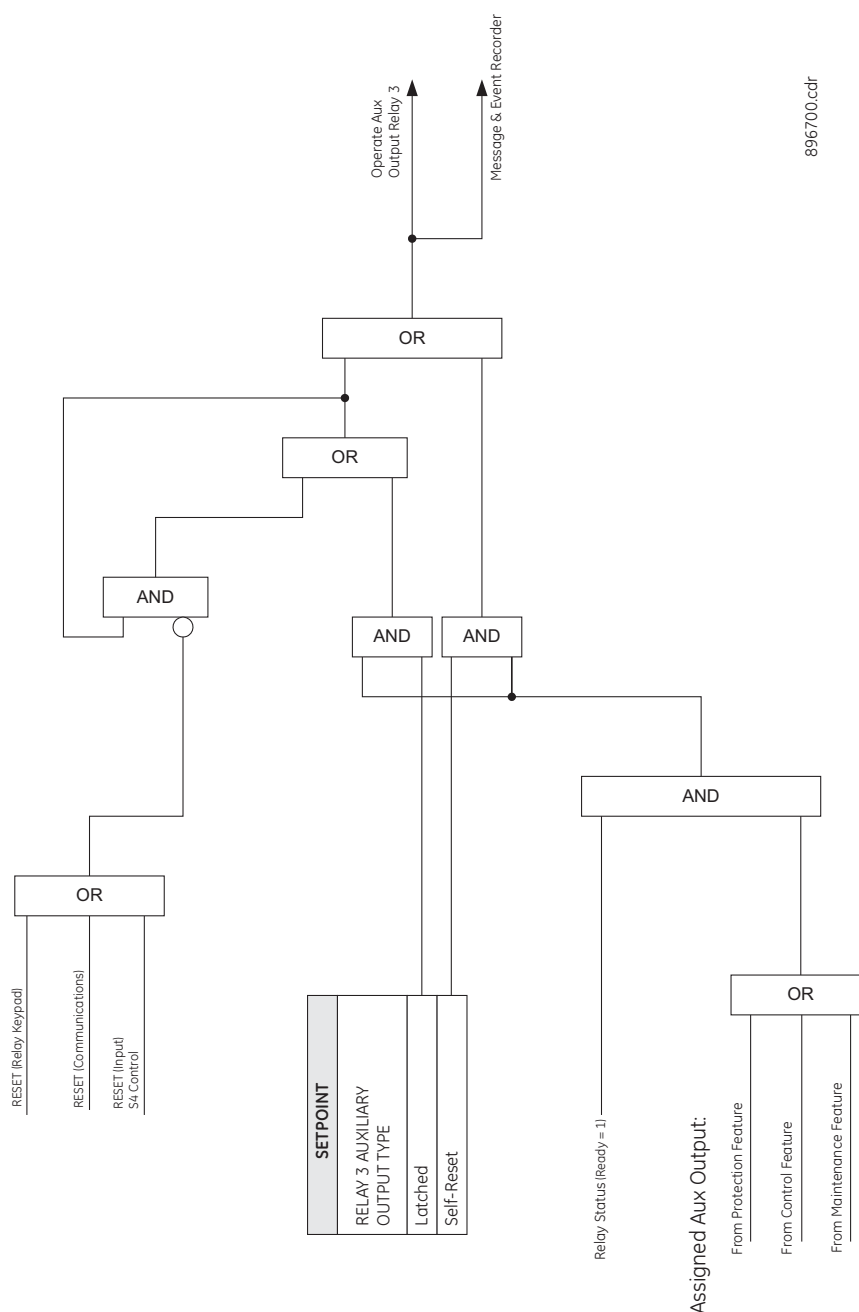 Operate Aux
Output Relay 3
Message & Event Recorder
896700.cdr
OR
OR
AND
AND
AND
AND
OR
RESET (Relay Keypad)
RESET (Communications)
RESET (Input)
S4 Control
SETPOINT
RELAY 3 AUXILIARY
OUTPUT TYPE
Latched
Self-Reset
OR
Relay Status (Ready = 1)
Assigned Aux Output:
From Protection Feature
From Control Feature
From Maintenance Feature